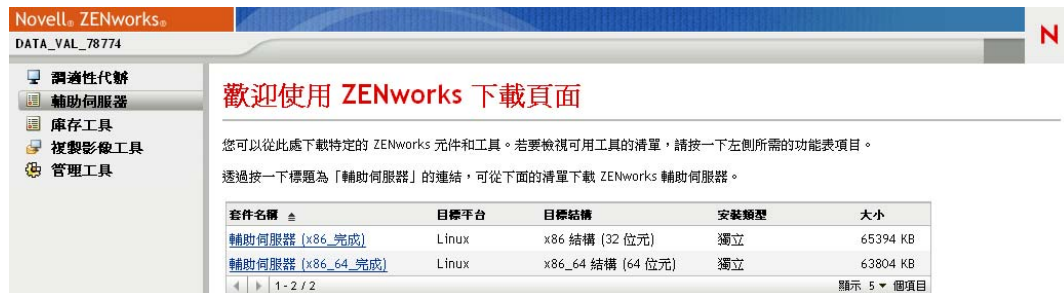 Novell® ZENworks®
N
DATA_VAL_78774
調適性代辦
輔助伺服器
庫存工具
複製影像工具
管理工具
歡迎使用 ZENworks 下載頁面
您可以從此處下載特定的 ZENworks 元件和工具。若要檢視可用工具的清單，請按一下左側所需的功能表項目。
透過按一下標題為「輔助伺服器」的連結，可從下面的清單下載 ZENworks 輔助伺服器。
套件名稱 目標平台 目標結構 安裝類型 大小
輔助伺服器 (x86_完成) Linux x86 結構 (32 位元) 獨立 65394 KB
輔助伺服器 (x86_64_完成) Linux x86_64 結構 (64 位元) 獨立 63804 KB
1 - 2 / 2 顯示 5 個項目